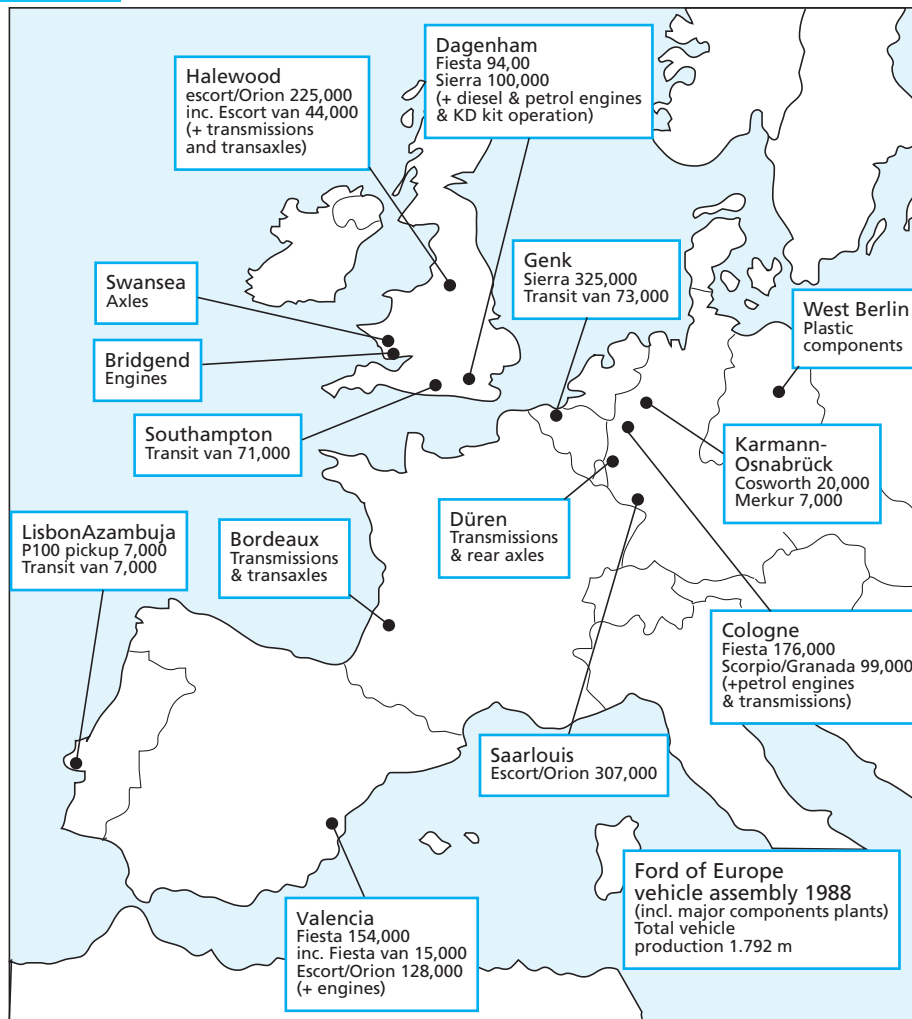 Dagenham
Fiesta 94,00
Sierra 100,000
(+ diesel & petrol engines
& KD kit operation)
Halewood
escort/Orion 225,000
inc. Escort van 44,000
(+ transmissions
and transaxles)
Genk
Sierra 325,000
Transit van 73,000
Swansea
Axles
West Berlin
Plastic
components
Bridgend
Engines
Southampton
Transit van 71,000
Karmann-
Osnabrück
Cosworth 20,000
Merkur 7,000
Düren
Transmissions
& rear axles
LisbonAzambuja
P100 pickup 7,000
Transit van 7,000
Bordeaux
Transmissions
& transaxles
Cologne
Fiesta 176,000
Scorpio/Granada 99,000
(+petrol engines
& transmissions)
Saarlouis
Escort/Orion 307,000
Ford of Europe
vehicle assembly 1988
(incl. major components plants)
Total vehicle
production 1.792 m
Valencia
Fiesta 154,000
inc. Fiesta van 15,000
Escort/Orion 128,000
(+ engines)